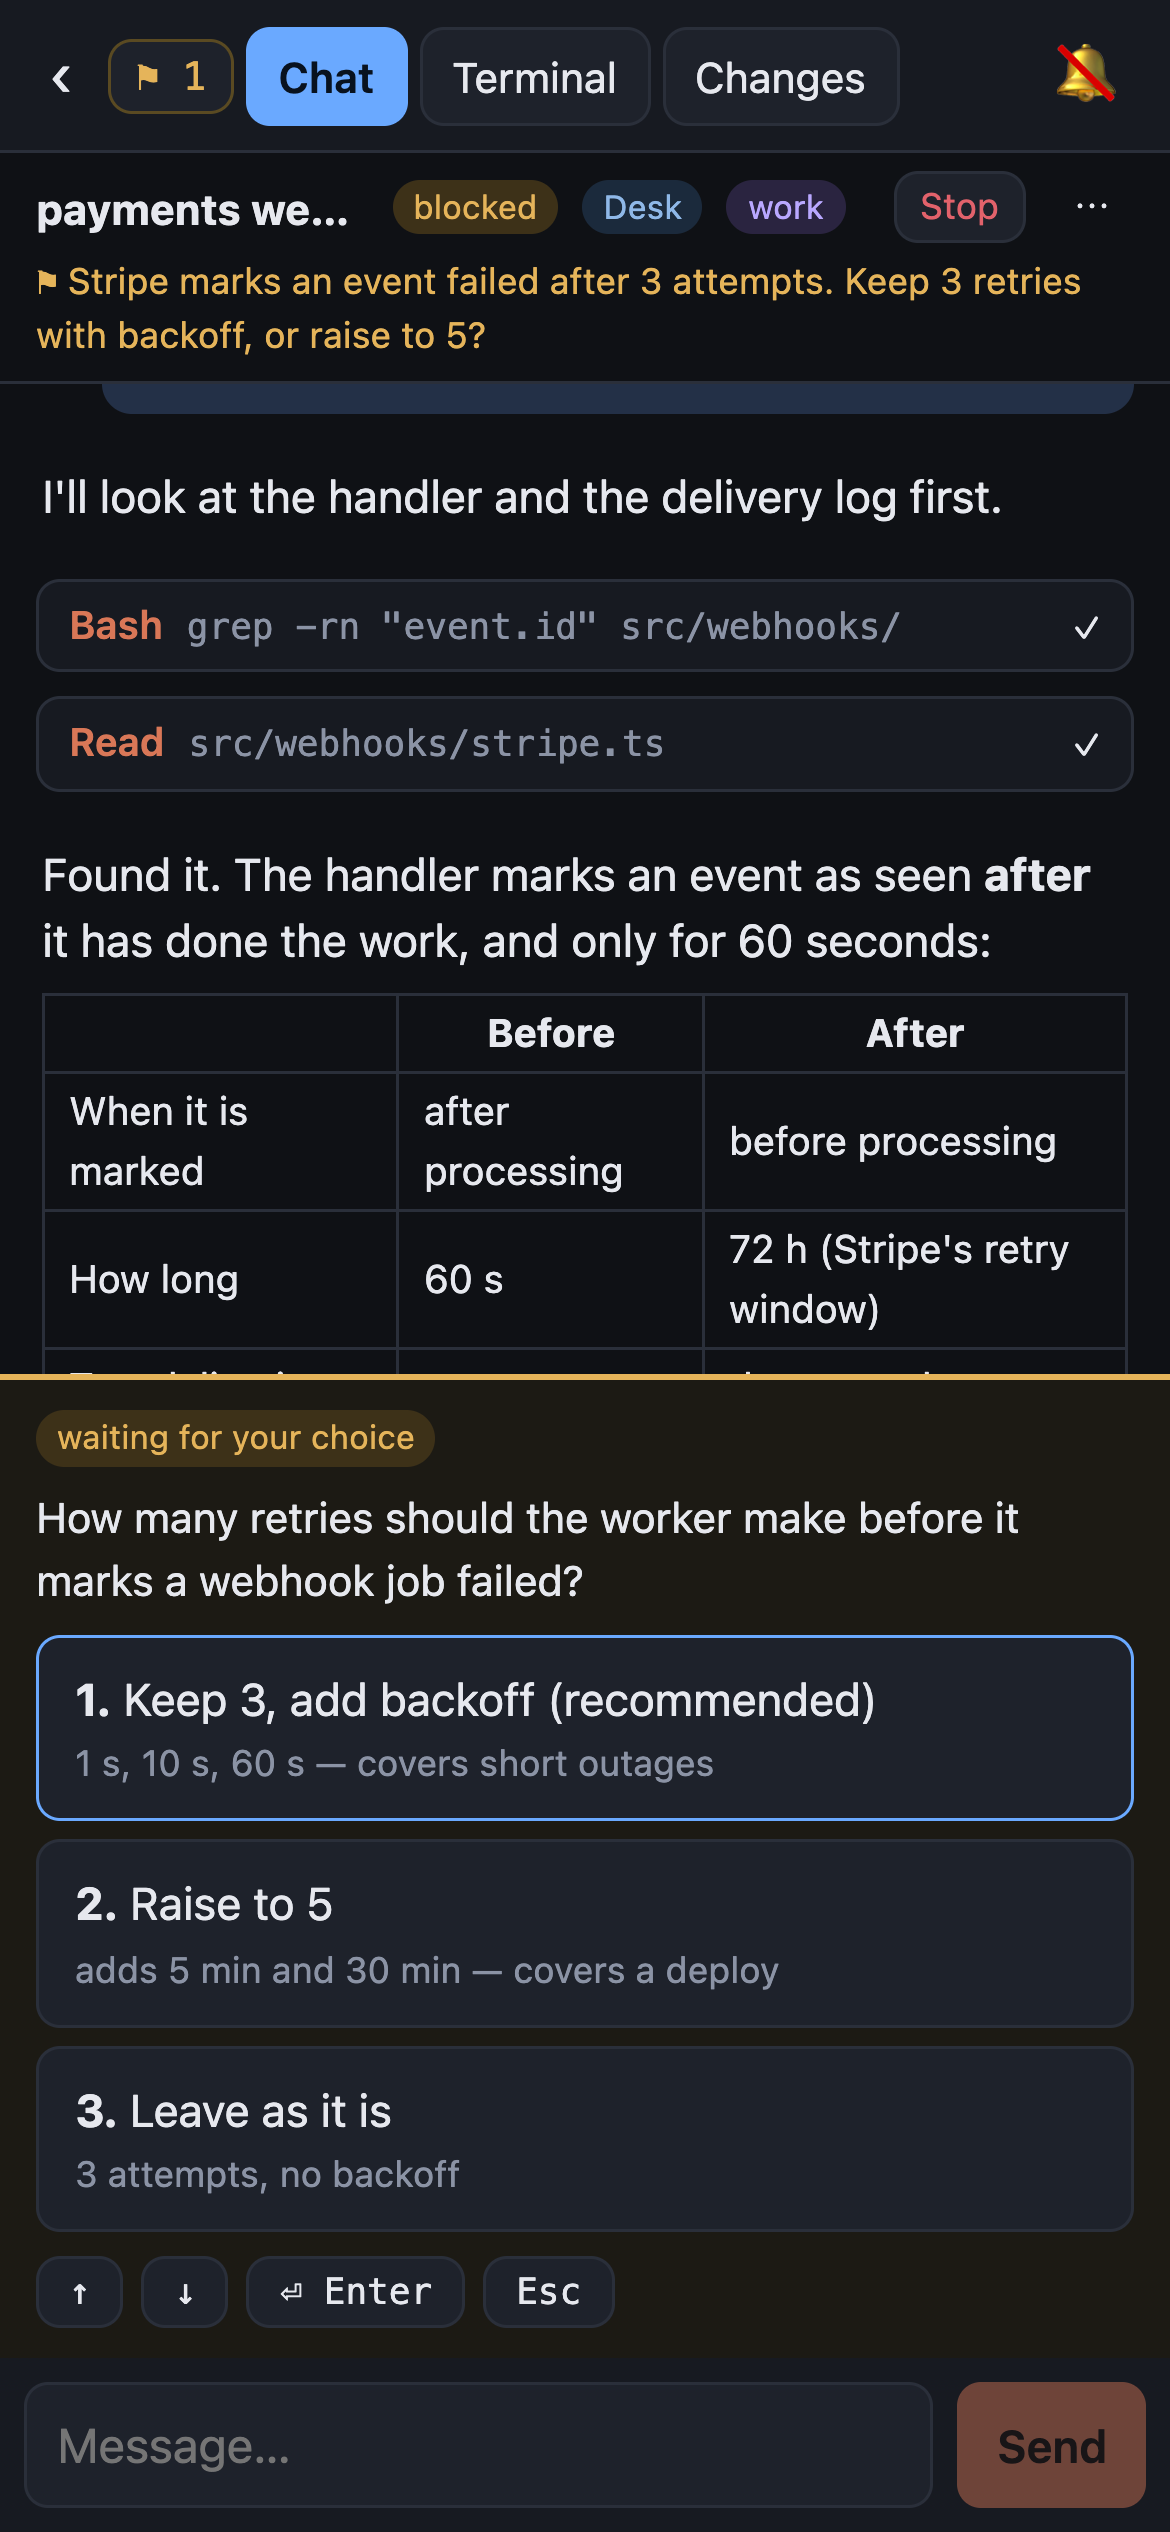 ‹ ⚑ 1 Chat Terminal Changes
payments we... blocked Desk work Stop ...
⚑ Stripe marks an event failed after 3 attempts. Keep 3 retries
with backoff, or raise to 5?
I'll look at the handler and the delivery log first.
Bash grep -rn "event.id" src/webhooks/ ✓
Read src/webhooks/stripe.ts ✓
Found it. The handler marks an event as seen after
it has done the work, and only for 60 seconds:
Before After
When it is
marked
after
processing
before processing
How long
60 s
72 h (Stripe's retry
window)
waiting for your choice
How many retries should the worker make before it
marks a webhook job failed?
1. Keep 3, add backoff (recommended)
1 s, 10 s, 60 s — covers short outages
2. Raise to 5
adds 5 min and 30 min — covers a deploy
3. Leave as it is
3 attempts, no backoff
↑ ↓ ⏎ Enter Esc
Message... Send